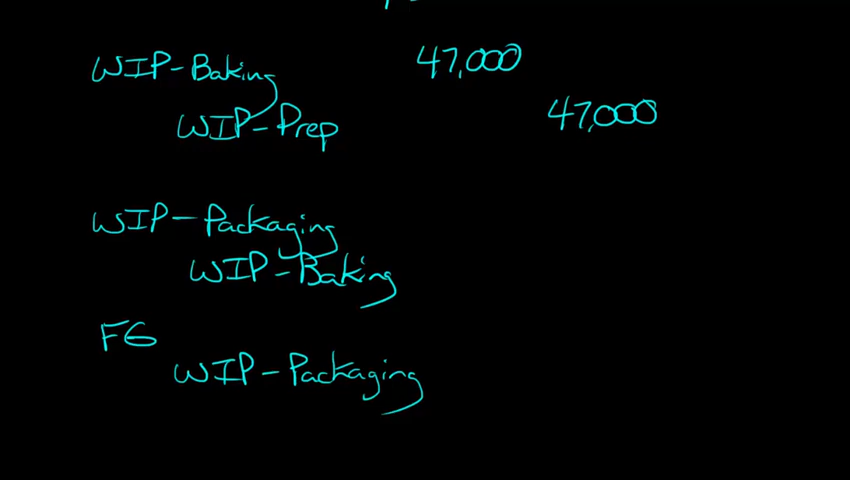 WIP-Baking 47,000
WIP-Prep 47,000
WIP-Packaging
WIP-Baking
FG
WIP-Packaging